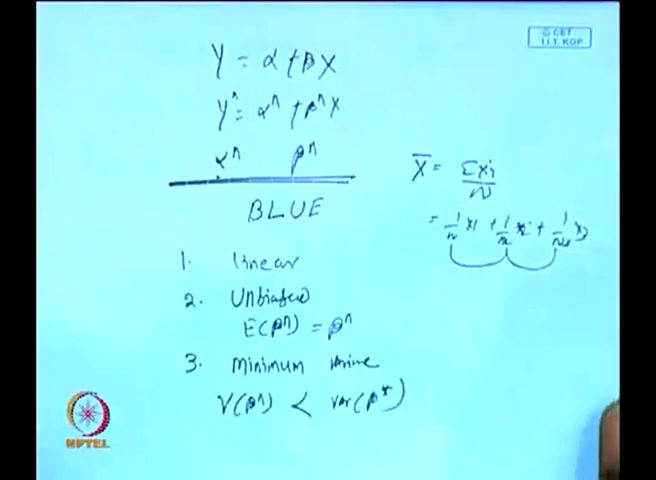 © CET
I.I.T. KGP
Y = α + βX
Y^ = α^ + β^X
α^ β^
BLUE
1. linear
2. Unbiased
E(β^) = β^
3. minimum
V(β^) < var(β*)
X̄ = Σxi/n
= 1/n x1 + 1/n x2 + 1/n x3
NPTEL